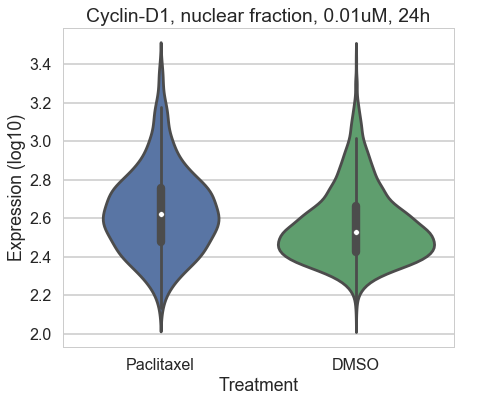 Cyclin-D1, nuclear fraction, 0.01uM, 24h
Expression (log10)
3.4
3.2
3.0
2.8
2.6
2.4
2.2
2.0
Paclitaxel
DMSO
Treatment